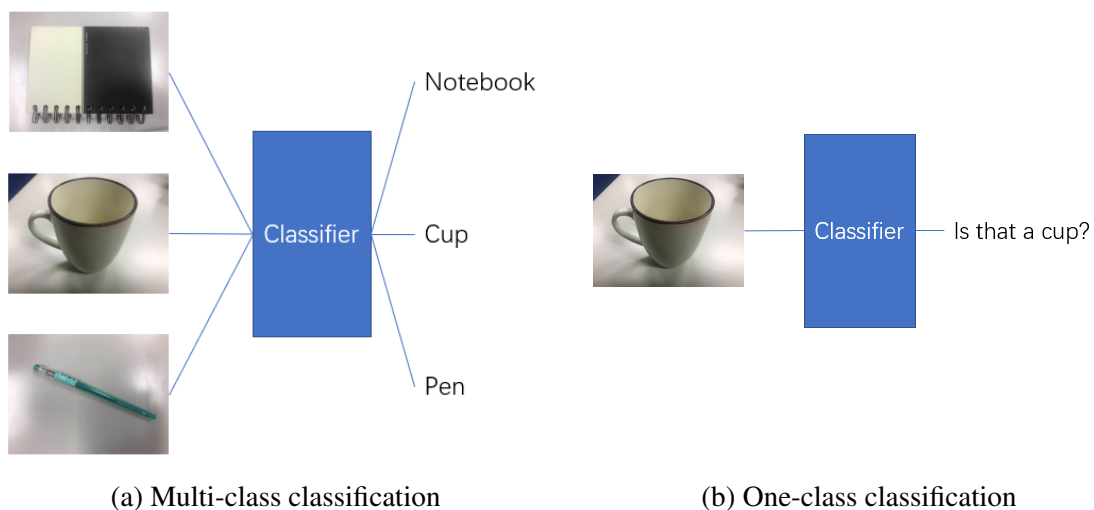 Notebook
Classifier
Cup
Pen
(a) Multi-class classification
Classifier
Is that a cup?
(b) One-class classification